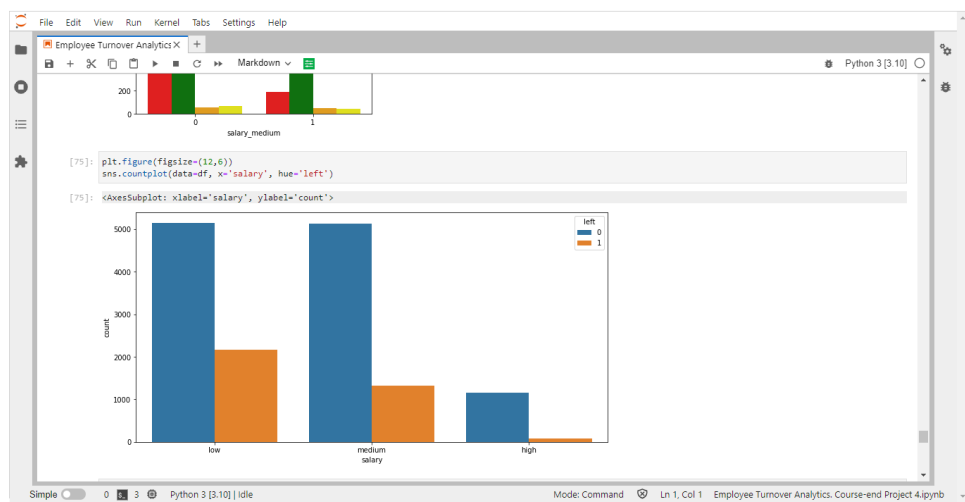 File Edit View Run Kernel Tabs Settings Help
Employee Turnover Analytics
Markdown
Python 3 [3.10]
200
0
0 1
salary_medium
[75]: plt.figure(figsize=(12,6))
sns.countplot(data=df, x='salary', hue='left')
[75]: <AxesSubplot: xlabel='salary', ylabel='count'>
left
0
1
5000
4000
3000
2000
1000
0
count
low medium high
salary
Simple 0 3 Python 3 [3.10] | Idle Mode: Command Ln 1, Col 1 Employee Turnover Analytics. Course-end Project 4.ipynb